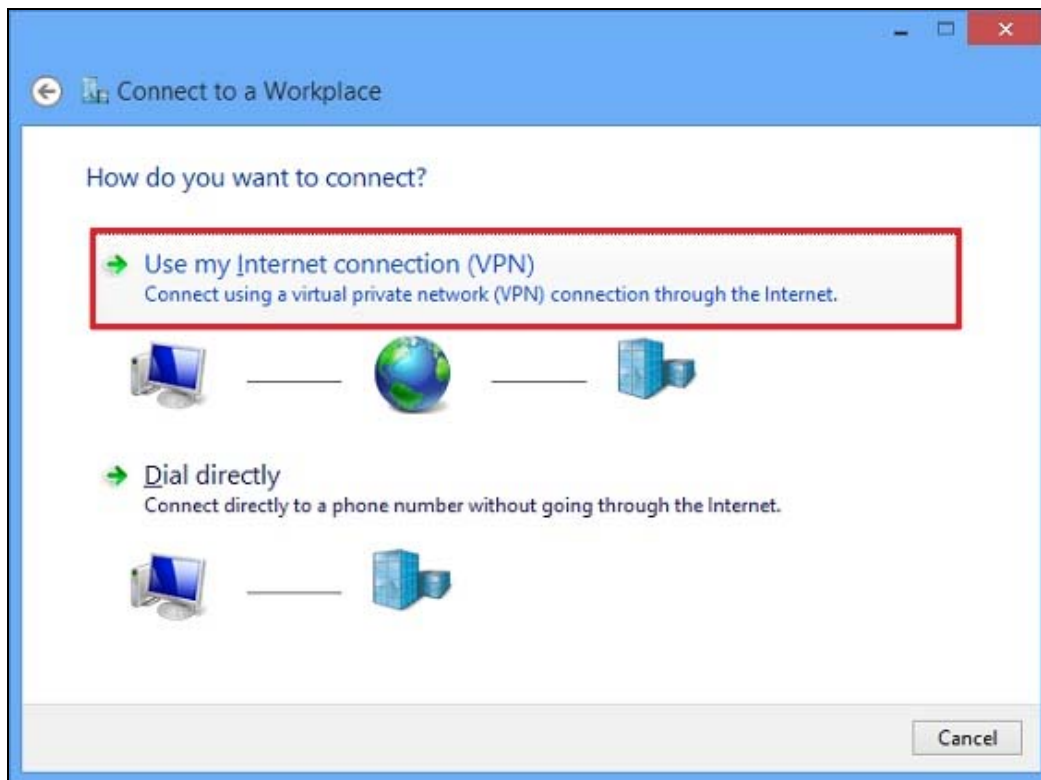 Connect to a Workplace
How do you want to connect?
Use my Internet connection (VPN)
Connect using a virtual private network (VPN) connection through the Internet.
Dial directly
Connect directly to a phone number without going through the Internet.
Cancel